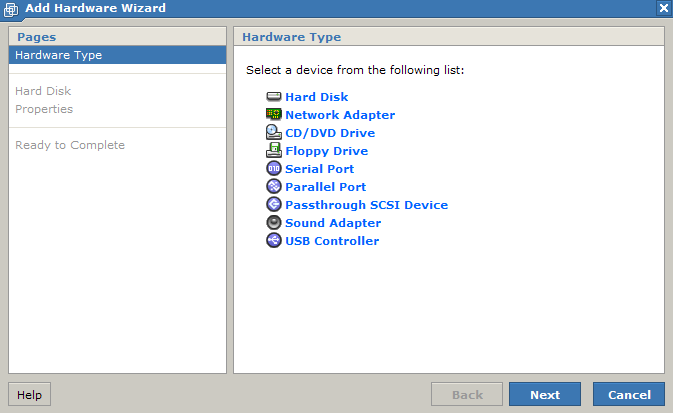 Add Hardware Wizard
Pages
Hardware Type
Hard Disk
Properties
Ready to Complete
Hardware Type
Select a device from the following list:
Hard Disk
Network Adapter
CD/DVD Drive
Floppy Drive
Serial Port
Parallel Port
Passthrough SCSI Device
Sound Adapter
USB Controller
Help
Back
Next
Cancel